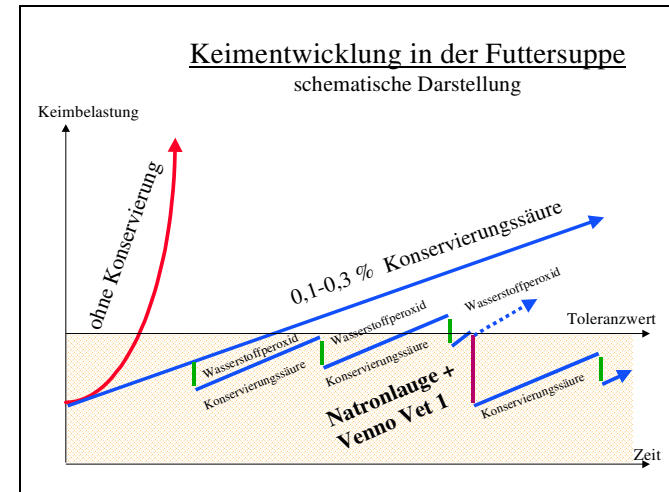 Keimentwicklung in der Futtersuppe
schematische Darstellung
Keimbelastung
ohne Konservierung
0,1-0,3 % Konservierungssäure
Wasserstoffperoxid
Wasserstoffperoxid
Wasserstoffperoxid
Toleranzwert
Konservierungssäure
Konservierungssäure
Natronlauge +
Venno Vet 1
Konservierungssäure
Zeit